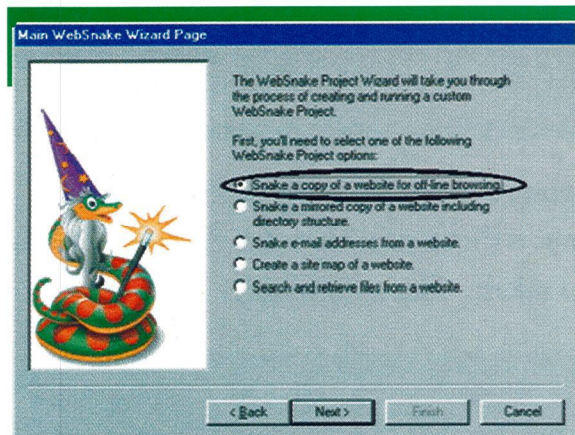 Main WebSnake Wizard Page
The WebSnake Project Wizard will take you through
the process of creating and running a custom
WebSnake Project.
First, you'll need to select one of the following
WebSnake Project options:
Snake a copy of a website for off-line browsing.
Snake a mirrored copy of a website including
directory structure.
Snake e-mail addresses from a website.
Create a site map of a website.
Search and retrieve files from a website.
< Back
Next >
Finish
Cancel